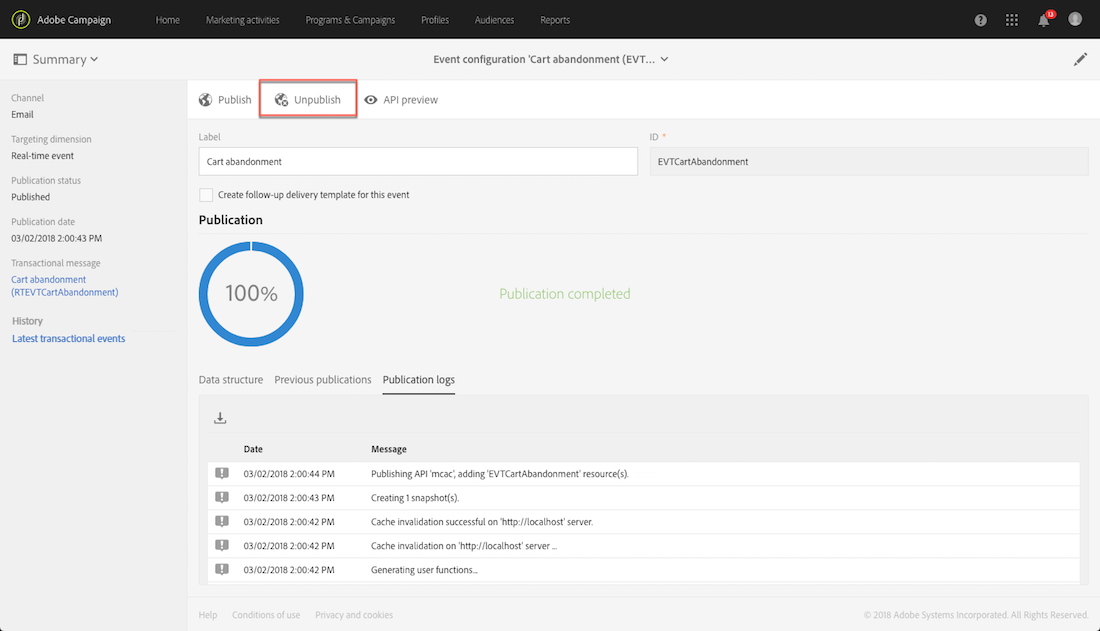 Adobe Campaign
Home Marketing activities Programs & Campaigns Profiles Audiences Reports
13
Summary
Event configuration 'Cart abandonment (EVT...
Channel
Email
Targeting dimension
Real-time event
Publication status
Published
Publication date
03/02/2018 2:00:43 PM
Transactional message
Cart abandonment
(RTEVTCartAbandonment)
History
Latest transactional events
Publish Unpublish API preview
Label
Cart abandonment
ID *
EVTCartAbandonment
Create follow-up delivery template for this event
Publication
100%
Publication completed
Data structure Previous publications Publication logs
Date Message
03/02/2018 2:00:44 PM Publishing API 'mcac', adding 'EVTCartAbandonment' resource(s).
03/02/2018 2:00:43 PM Creating 1 snapshot(s).
03/02/2018 2:00:42 PM Cache invalidation successful on 'http://localhost' server.
03/02/2018 2:00:42 PM Cache invalidation on 'http://localhost' server ...
03/02/2018 2:00:42 PM Generating user functions...
Help Conditions of use Privacy and cookies
© 2018 Adobe Systems Incorporated. All Rights Reserved.